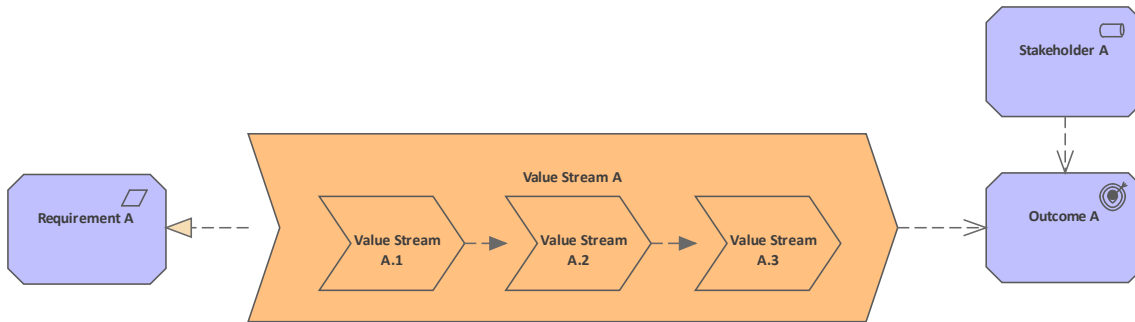 Stakeholder A
Requirement A
Value Stream A
Value Stream
A.1
Value Stream
A.2
Value Stream
A.3
Outcome A